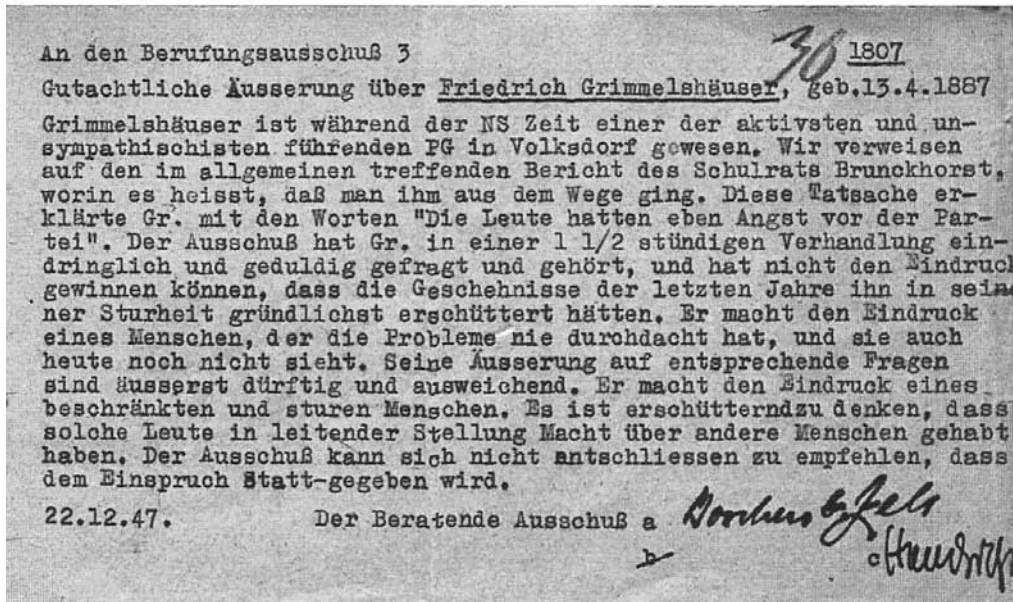 An den Berufungsausschuß 3 36 1807
Gutachtliche Äusserung über Friedrich Grimmelshäuser, geb.13.4.1887
Grimmelshäuser ist während der NS Zeit einer der aktivsten und un-
sympathischisten führenden PG in Volksdorf gewesen. Wir verweisen
auf den im allgemeinen treffenden Bericht des Schulrats Brunckhorst,
worin es heisst, daß man ihm aus dem Wege ging. Diese Tatsache er-
klärte Gr. mit den Worten "Die Leute hatten eben Angst vor der Par-
tei". Der Ausschuß hat Gr. in einer 1 1/2 stündigen Verhandlung ein-
dringlich und geduldig gefragt und gehört, und hat nicht den Eindruck
gewinnen können, dass die Geschehnisse der letzten Jahre ihn in seine
ner Sturheit gründlichst erschüttert hätten. Er macht den Eindruck
eines Menschen, der die Probleme nie durchdacht hat, und sie auch
heute noch nicht sieht. Seine Äusserung auf entsprechende Fragen
sind äusserst dürftig und ausweichend. Er macht den Eindruck eines
beschränkten und sturen Menschen. Es ist erschütterndzu denken, dass
solche Leute in leitender Stellung Macht über andere Menschen gehabt
haben. Der Ausschuß kann sich nicht antschliessen zu empfehlen, dass
dem Einspruch Statt-gegeben wird.
22.12.47. Der Beratende Ausschuß a
b c